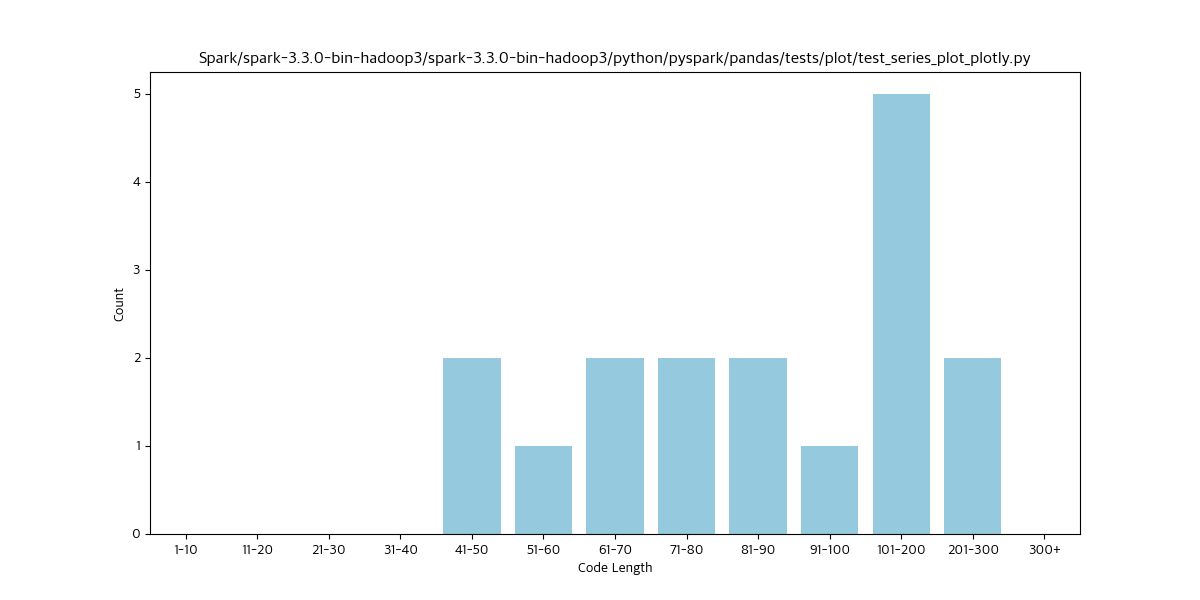 Spark/spark-3.3.0-bin-hadoop3/spark-3.3.0-bin-hadoop3/python/pyspark/pandas/tests/plot/test_series_plot_plotly.py
5
4
3
2
1
0
Count
1-10 11-20 21-30 31-40 41-50 51-60 61-70 71-80 81-90 91-100 101-200 201-300 300+
Code Length